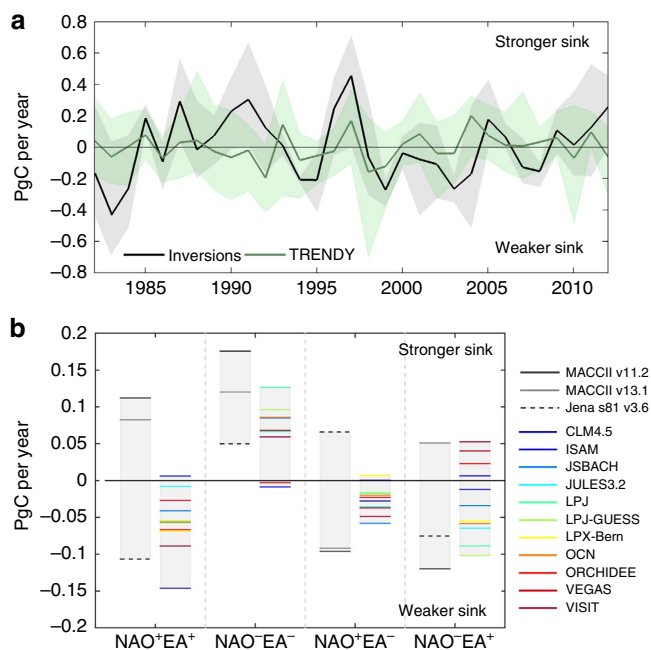 a
Stronger sink
PgC per year
0.8
0.6
0.4
0.2
0
−0.2
−0.4
−0.6
−0.8
Inversions
TRENDY
Weaker sink
1985 1990 1995 2000 2005 2010
b
Stronger sink
PgC per year
0.2
0.15
0.1
0.05
0
−0.05
−0.1
−0.15
−0.2
Weaker sink
NAO⁺EA⁺ NAO⁻EA⁻ NAO⁺EA⁻ NAO⁻EA⁺
MACCII v11.2
MACCII v13.1
Jena s81 v3.6
CLM4.5
ISAM
JSBACH
JULES3.2
LPJ
LPJ-GUESS
LPX-Bern
OCN
ORCHIDEE
VEGAS
VISIT